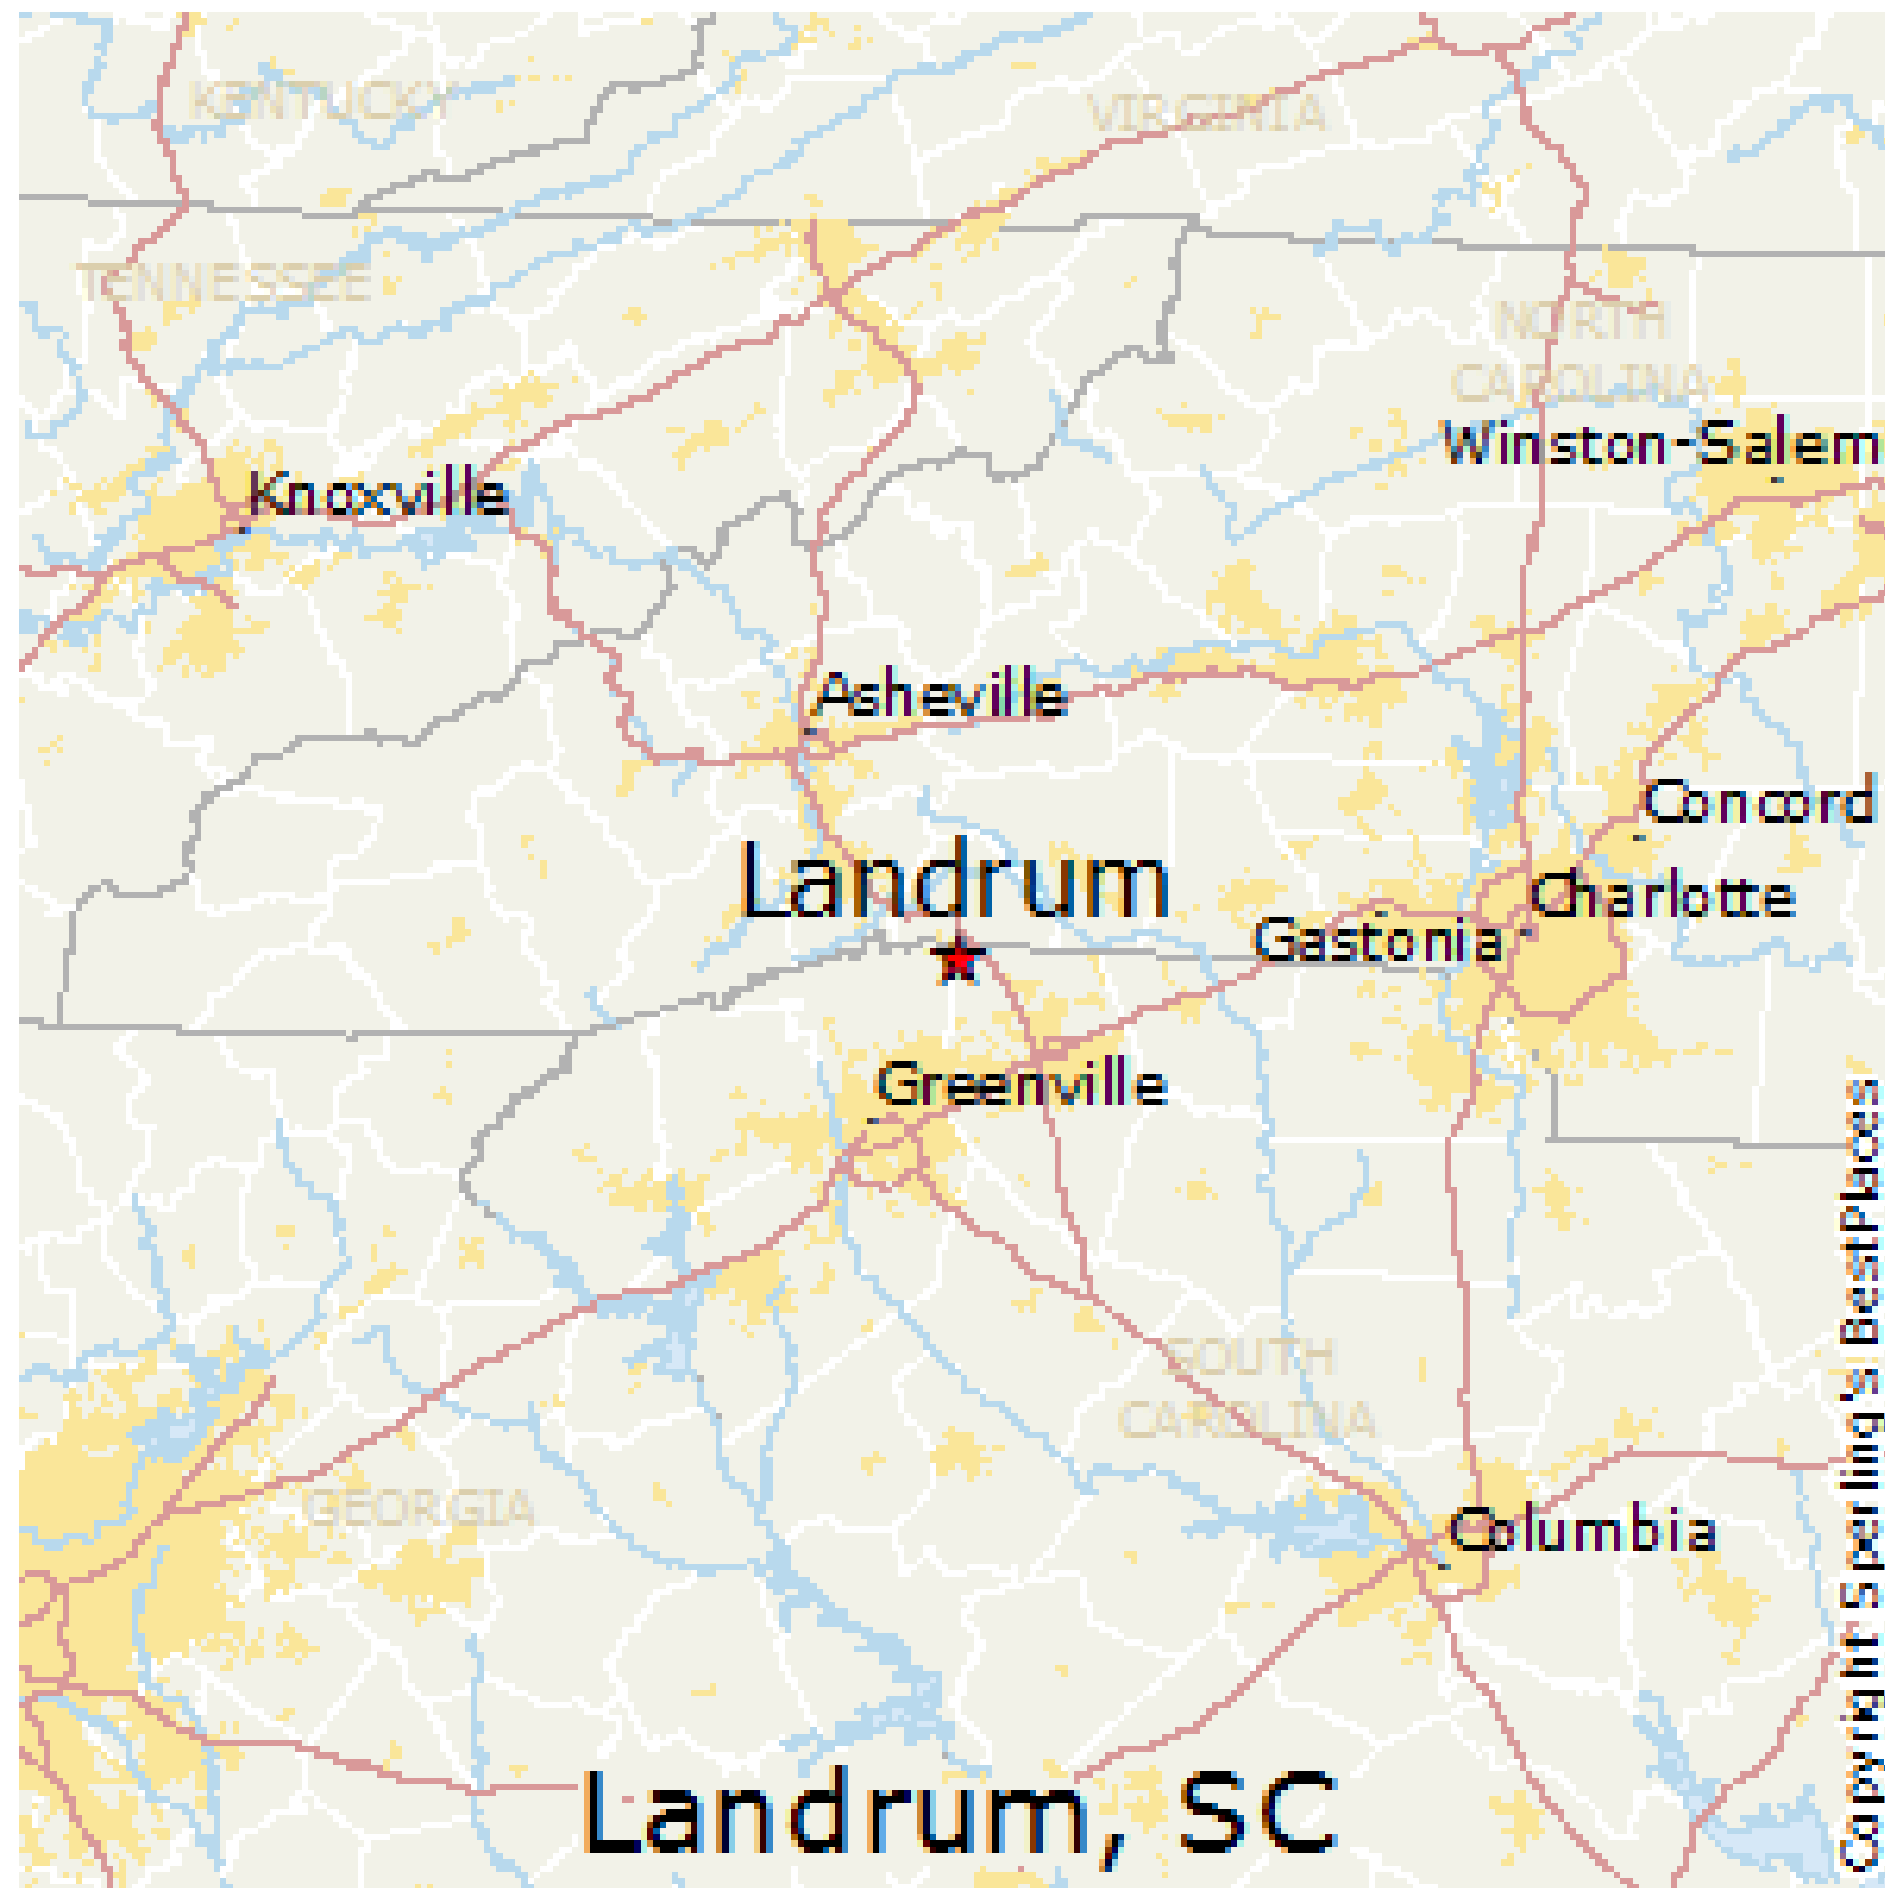 KENTUCKY
VIRGINIA
TENNESSEE
NORTH
CAROLINA
Winston-Salem
Knoxville
Asheville
Concord
Landrum
Charlotte
Gastonia
Greenville
SOUTH
CAROLINA
GEORGIA
Columbia
Landrum, SC
Copyright Sperling's BestPlaces